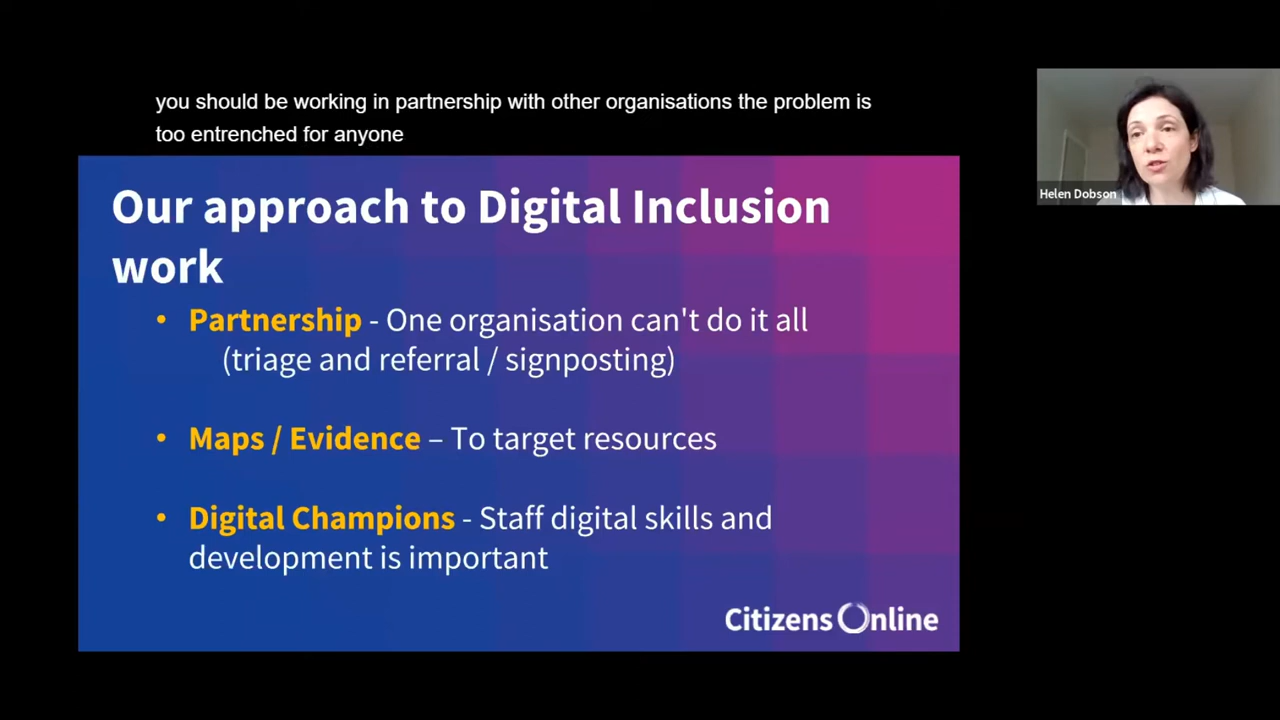 you should be working in partnership with other organisations the problem is
too entrenched for anyone
Our approach to Digital Inclusion
work
• Partnership - One organisation can't do it all
(triage and referral / signposting)
• Maps / Evidence – To target resources
• Digital Champions - Staff digital skills and
development is important
Citizens Online
Helen Dobson